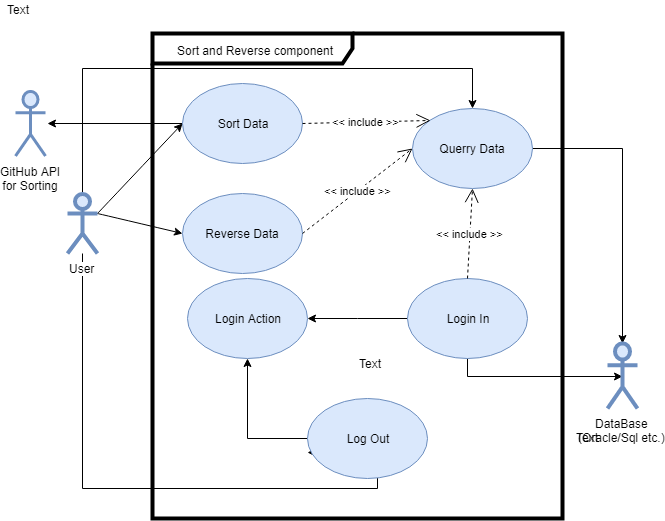 Text
Sort and Reverse component
Sort Data
<< include >>
Querry Data
GitHub API
for Sorting
<< include >>
Reverse Data
<< include >>
User
Login Action
Login In
Text
DataBase
(Oracle/Sql etc.)
Text
Log Out